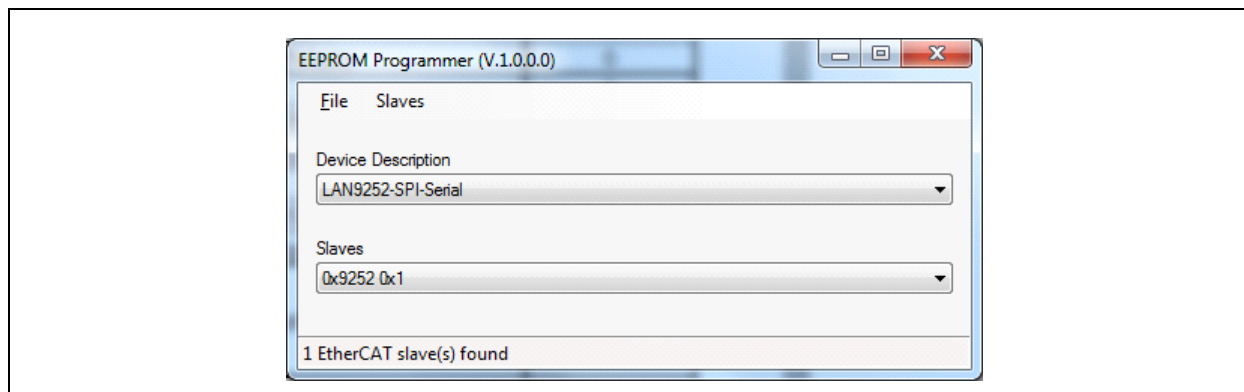 EEPROM Programmer (V.1.0.0.0)
File Slaves
Device Description
LAN9252-SPI-Serial
Slaves
0x9252 0x1
1 EtherCAT slave(s) found